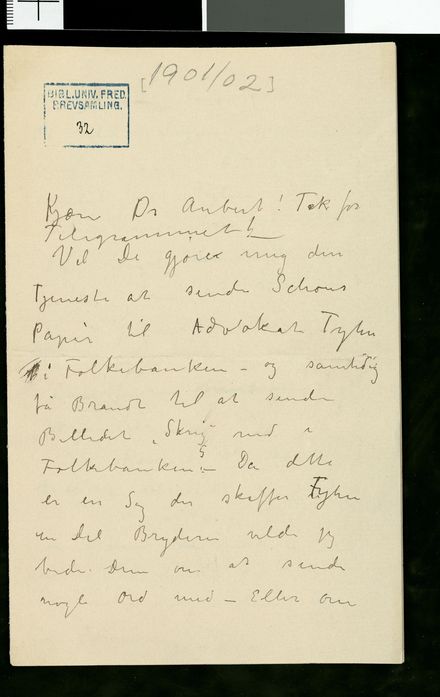 [1901/02]
BIBL.UNIV.FRED.
BREVSAMLING.
32
Kjære Dr Aubert! Tak for
Telegrammet!
Vil De gjøre mig den
Tjeneste at sende Schous
Papir til Advokat Tyhn
i Folkebanken – og samtidig
få Brandt til at sende
Billedet „Skrig" ned i
Folkebanken – Da dette
er en Sag der skaffer Tyhn
en Del Bryderi vilde jeg
bede Dem om at sende
nogle Ord med – Eller om